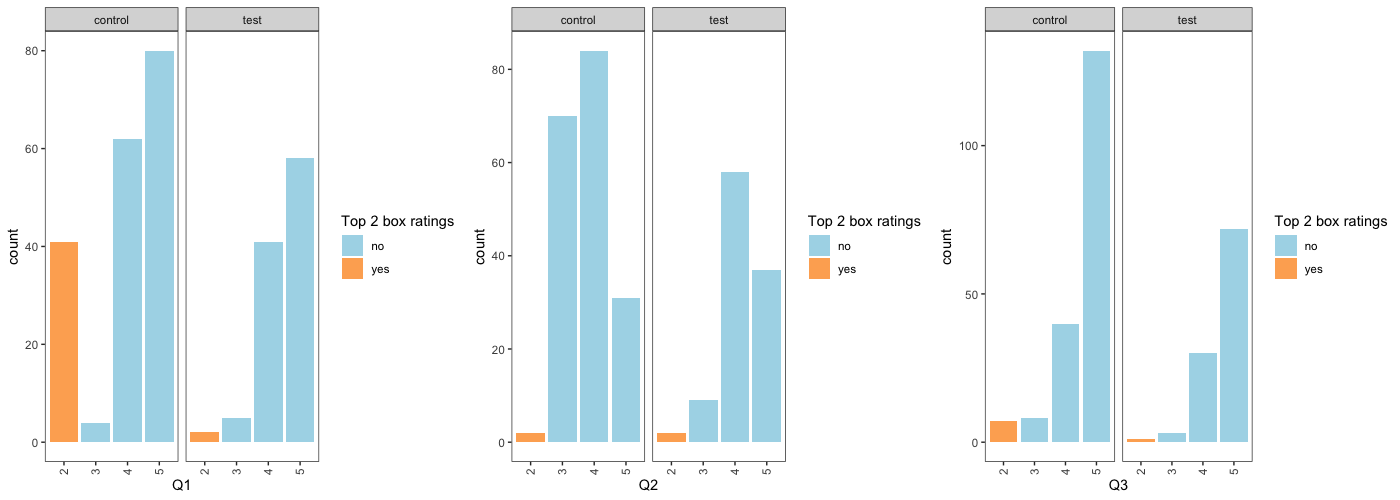 control test
80
60
40
20
0
count
2 3 4 5 2 3 4 5
Q1
Top 2 box ratings
no
yes
control test
80
60
40
20
0
count
2 3 4 5 2 3 4 5
Q2
Top 2 box ratings
no
yes
control test
100
50
0
count
2 3 4 5 2 3 4 5
Q3
Top 2 box ratings
no
yes